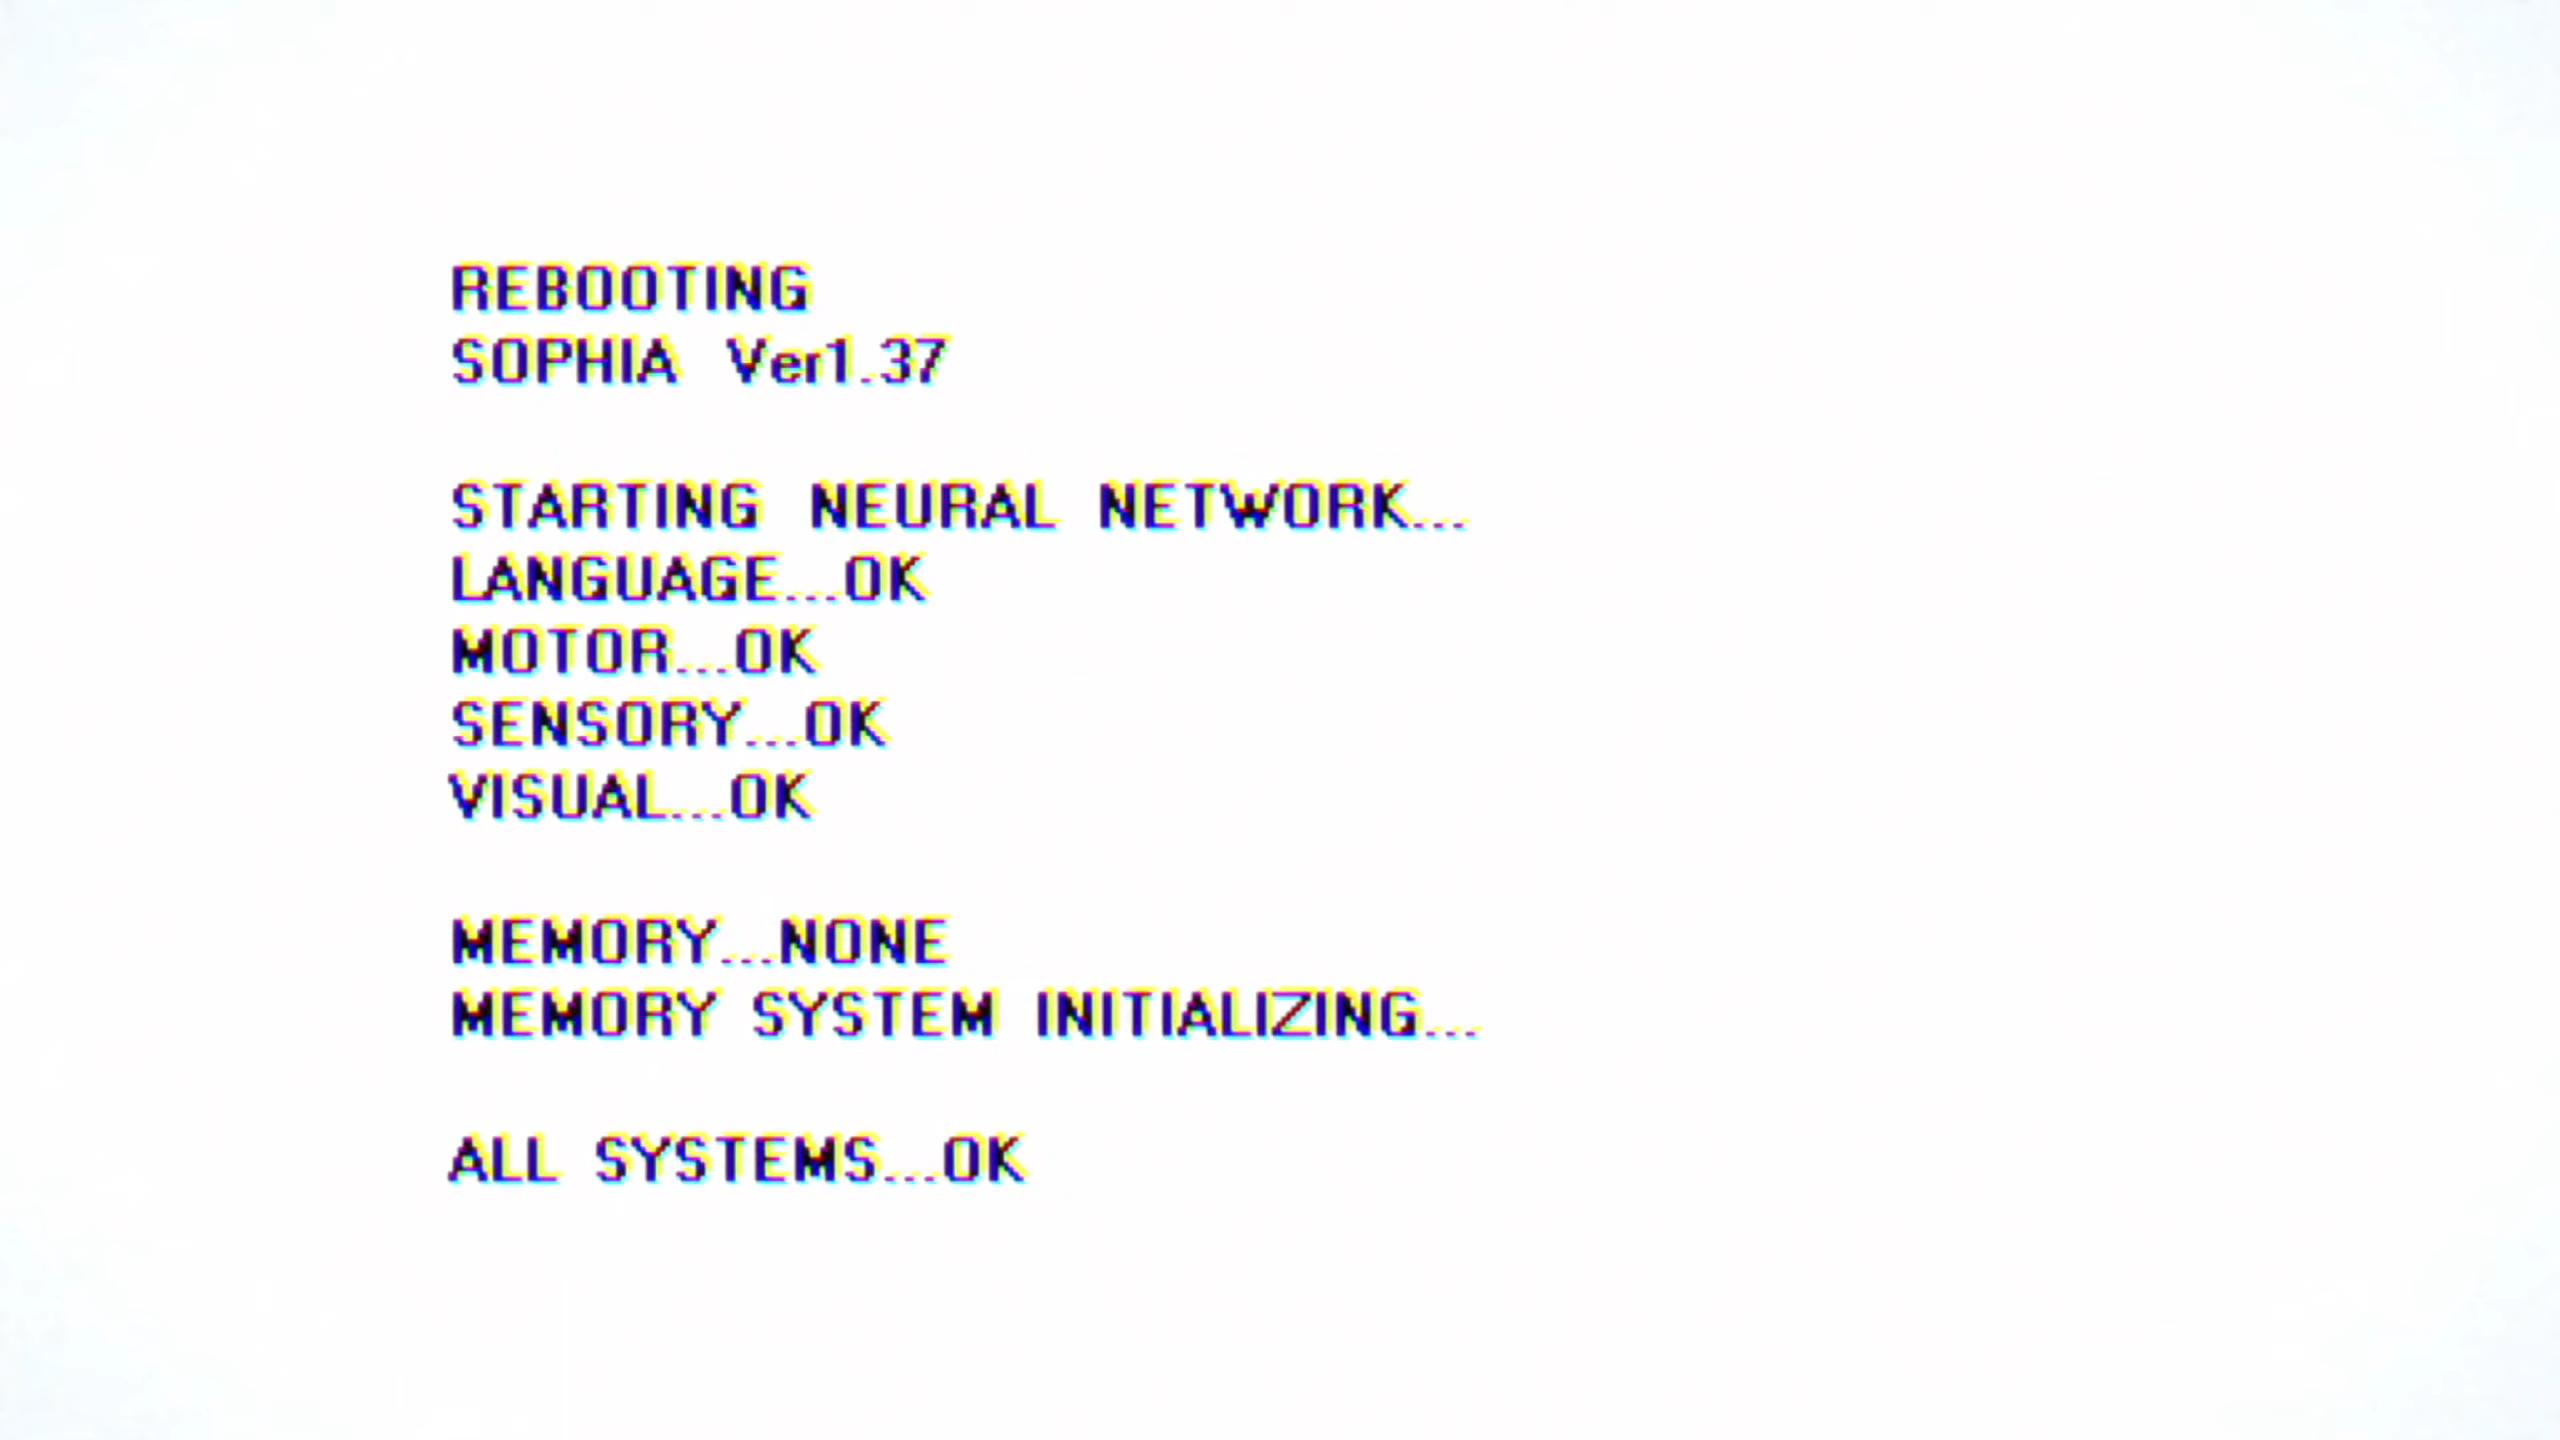 REBOOTING
SOPHIA Ver1.37
STARTING NEURAL NETWORK...
LANGUAGE...OK
MOTOR...OK
SENSORY...OK
VISUAL...OK
MEMORY...NONE
MEMORY SYSTEM INITIALIZING...
ALL SYSTEMS...OK